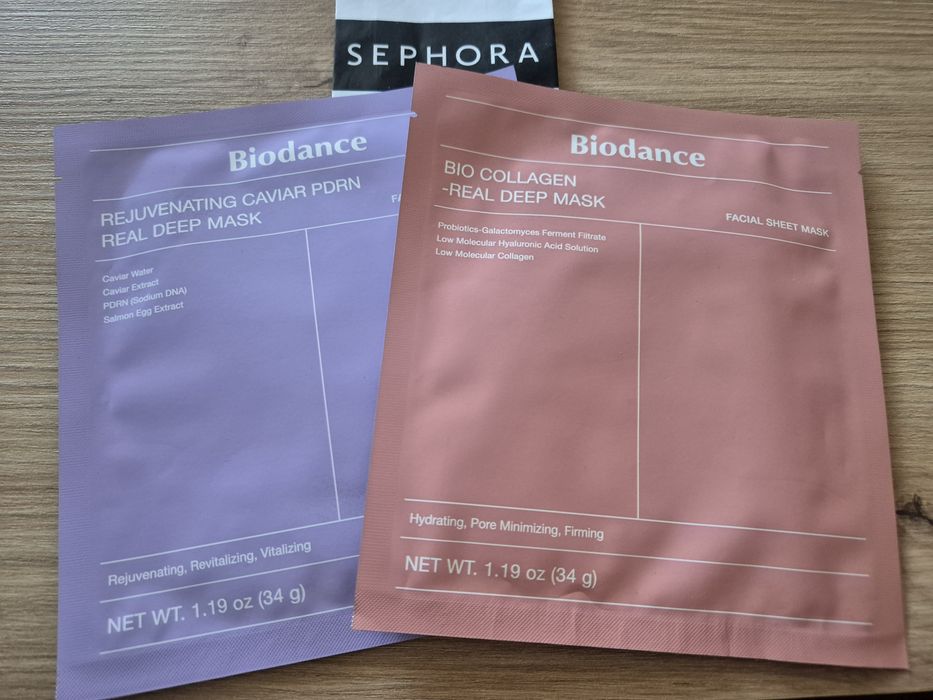 SEPHORA
Biodance
REJUVENATING CAVIAR PDRN
REAL DEEP MASK
Caviar Water
Caviar Extract
PDRN (Sodium DNA)
Salmon Egg Extract
Rejuvenating, Revitalizing, Vitalizing
NET WT. 1.19 oz (34 g)
Biodance
BIO COLLAGEN
-REAL DEEP MASK
FACIAL SHEET MASK
Probiotics-Galactomyces Ferment Filtrate
Low Molecular Hyaluronic Acid Solution
Low Molecular Collagen
Hydrating, Pore Minimizing, Firming
NET WT. 1.19 oz (34 g)